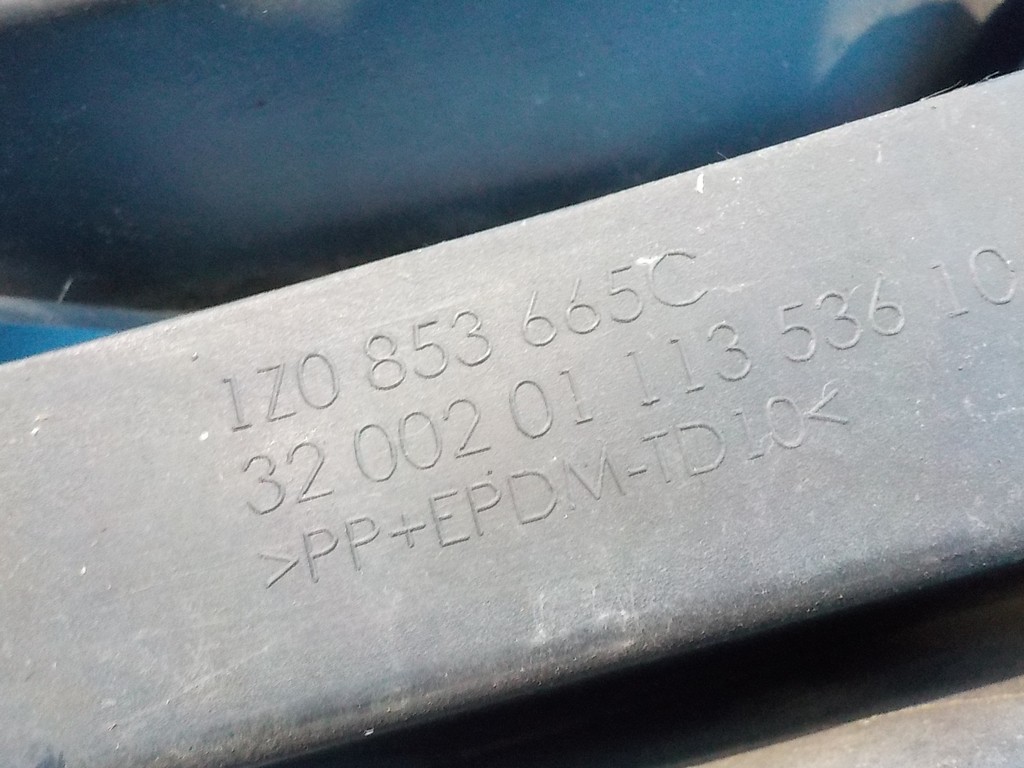 1Z0 853 665C
32 002 01 113 536 10
>PP+EPDM-TD10<